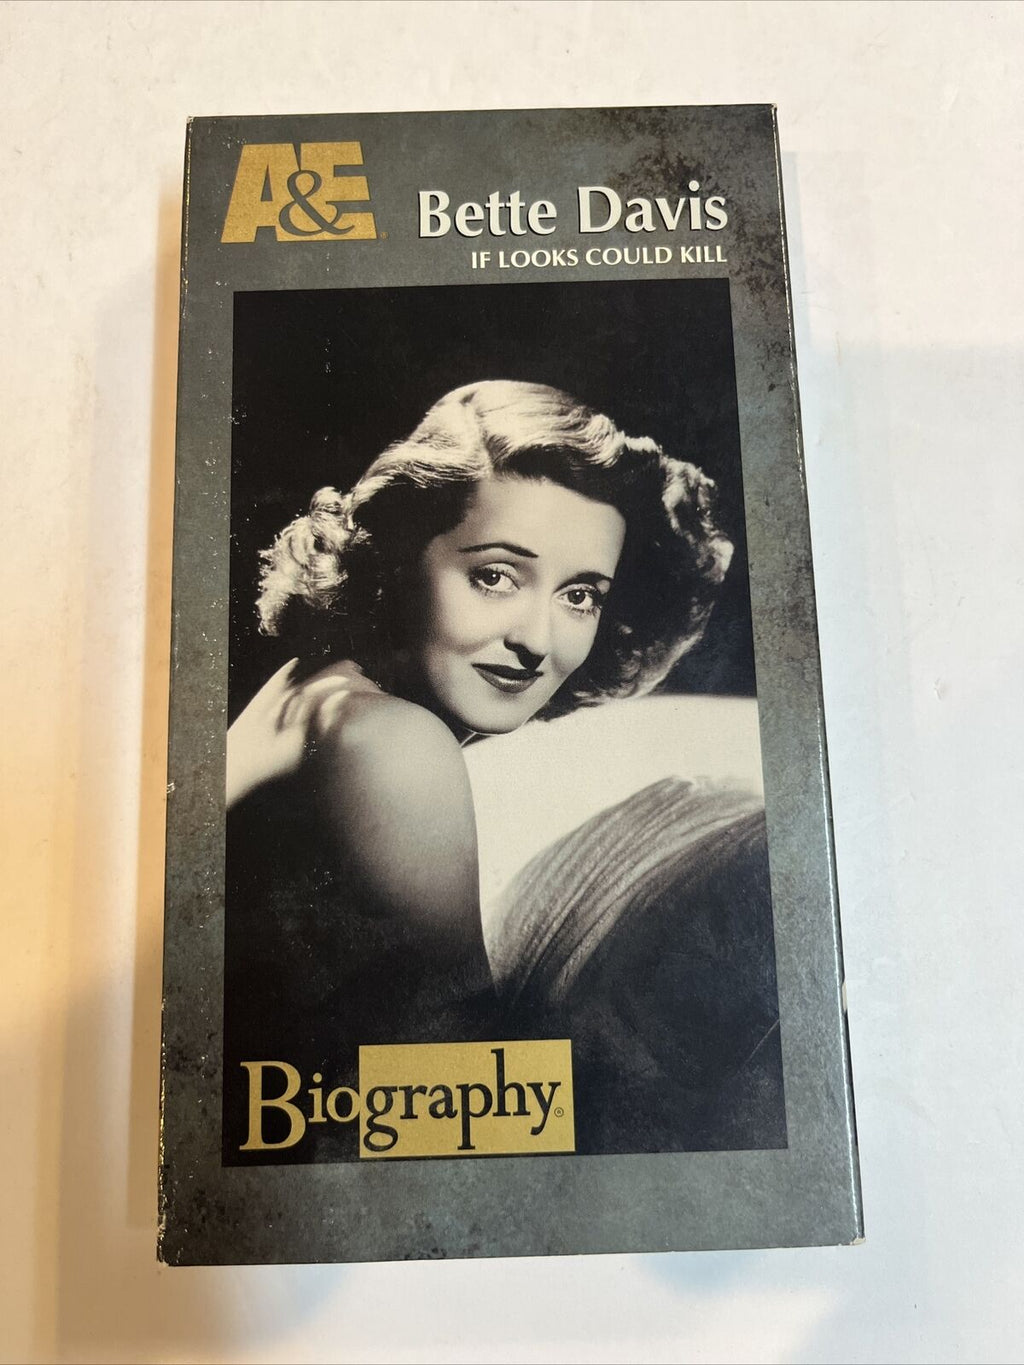 A&E®
Bette Davis
IF LOOKS COULD KILL
Biography®